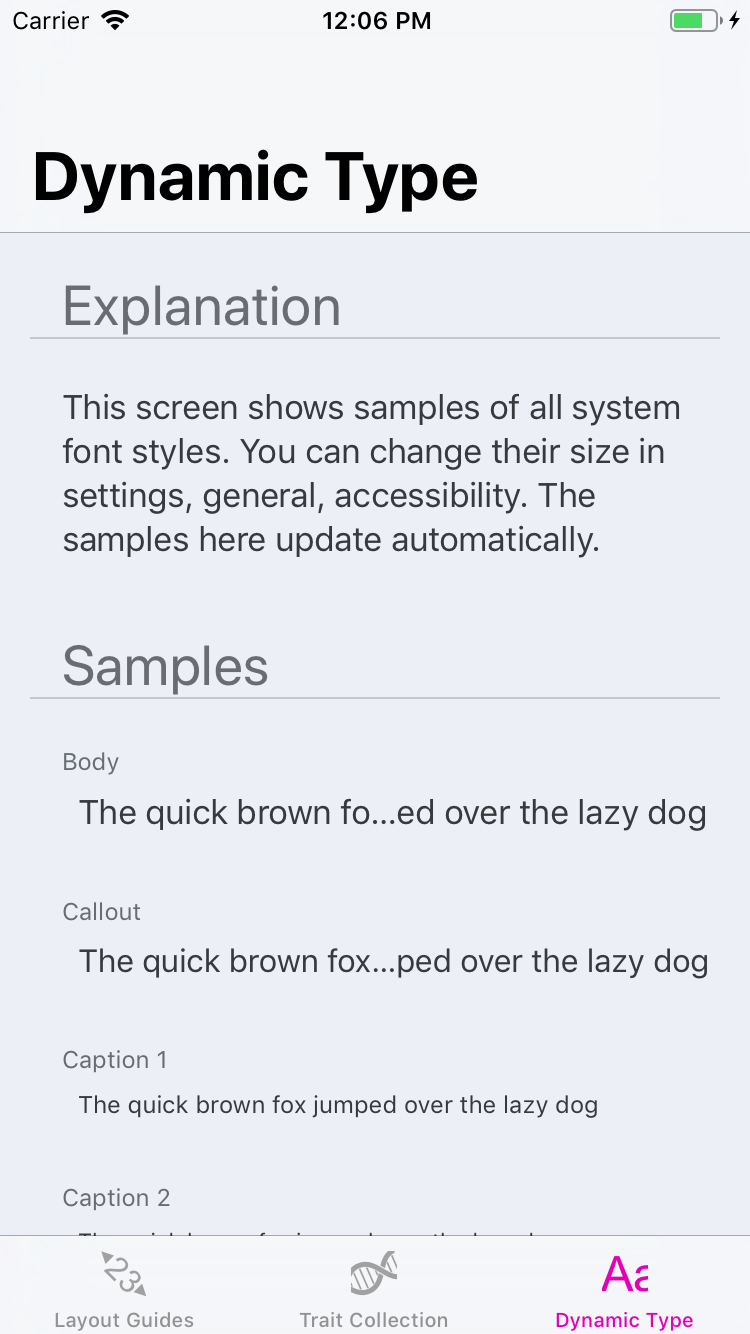 Carrier 12:06 PM
Dynamic Type
Explanation
This screen shows samples of all system
font styles. You can change their size in
settings, general, accessibility. The
samples here update automatically.
Samples
Body
The quick brown fo...ed over the lazy dog
Callout
The quick brown fox...ped over the lazy dog
Caption 1
The quick brown fox jumped over the lazy dog
Caption 2
23 Aa
Layout Guides Trait Collection Dynamic Type